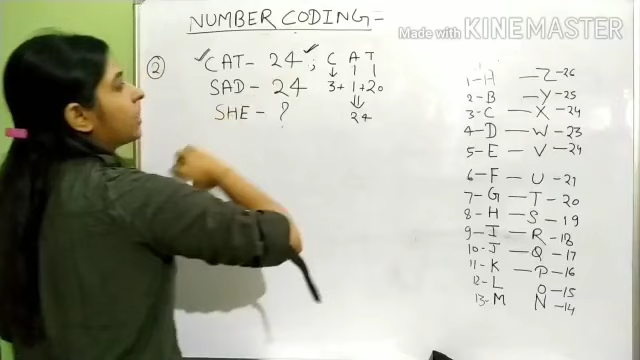 NUMBER CODING =
Made with KINEMASTER
② CAT - 24 ; C A T
SAD - 24 3 + 1 + 20
SHE - ? 24
1 - A — Z - 26
2 - B — Y - 25
3 - C — X - 24
4 - D — W - 23
5 - E — V - 24
6 - F — U - 21
7 - G — T - 20
8 - H — S - 19
9 - I — R - 18
10 - J — Q - 17
11 - K — P - 16
12 - L O - 15
13 - M N - 14